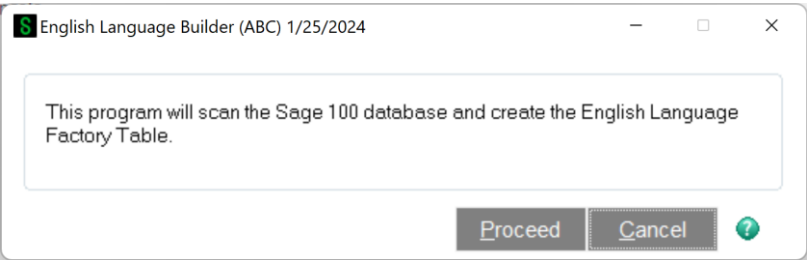 S English Language Builder (ABC) 1/25/2024
This program will scan the Sage 100 database and create the English Language
Factory Table.
Proceed Cancel ?